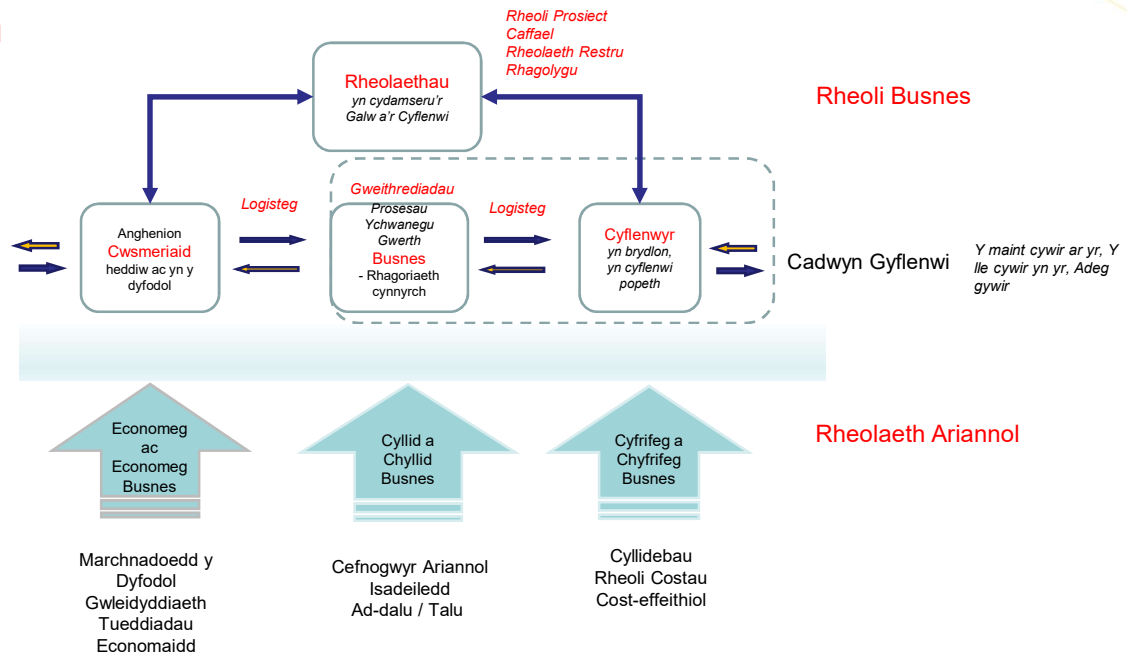 Rheoli Prosiect
Caffael
Rheolaeth Restru
Rhagolygu
Rheolaethau
yn cydamseru'r
Galw a'r Cyflenwi
Rheoli Busnes
Anghenion
Cwsmeriaid
heddiw ac yn y
dyfodol
Logisteg
Gweithrediadau
Prosesau
Ychwanegu
Gwerth
Busnes
- Rhagoriaeth
cynnyrch
Logisteg
Cyflenwyr
yn brydlon,
yn cyflenwi
popeth
Cadwyn Gyflenwi
Y maint cywir ar yr, Y
lle cywir yn yr, Adeg
gywir
Economeg
ac
Economeg
Busnes
Cyllid a
Chyllid
Busnes
Cyfrifeg a
Chyfrifeg
Busnes
Rheolaeth Ariannol
Marchnadoedd y
Dyfodol
Gwleidyddiaeth
Tueddiadau
Economaidd
Cefnogwyr Ariannol
Isadeiledd
Ad-dalu / Talu
Cyllidebau
Rheoli Costau
Cost-effeithiol